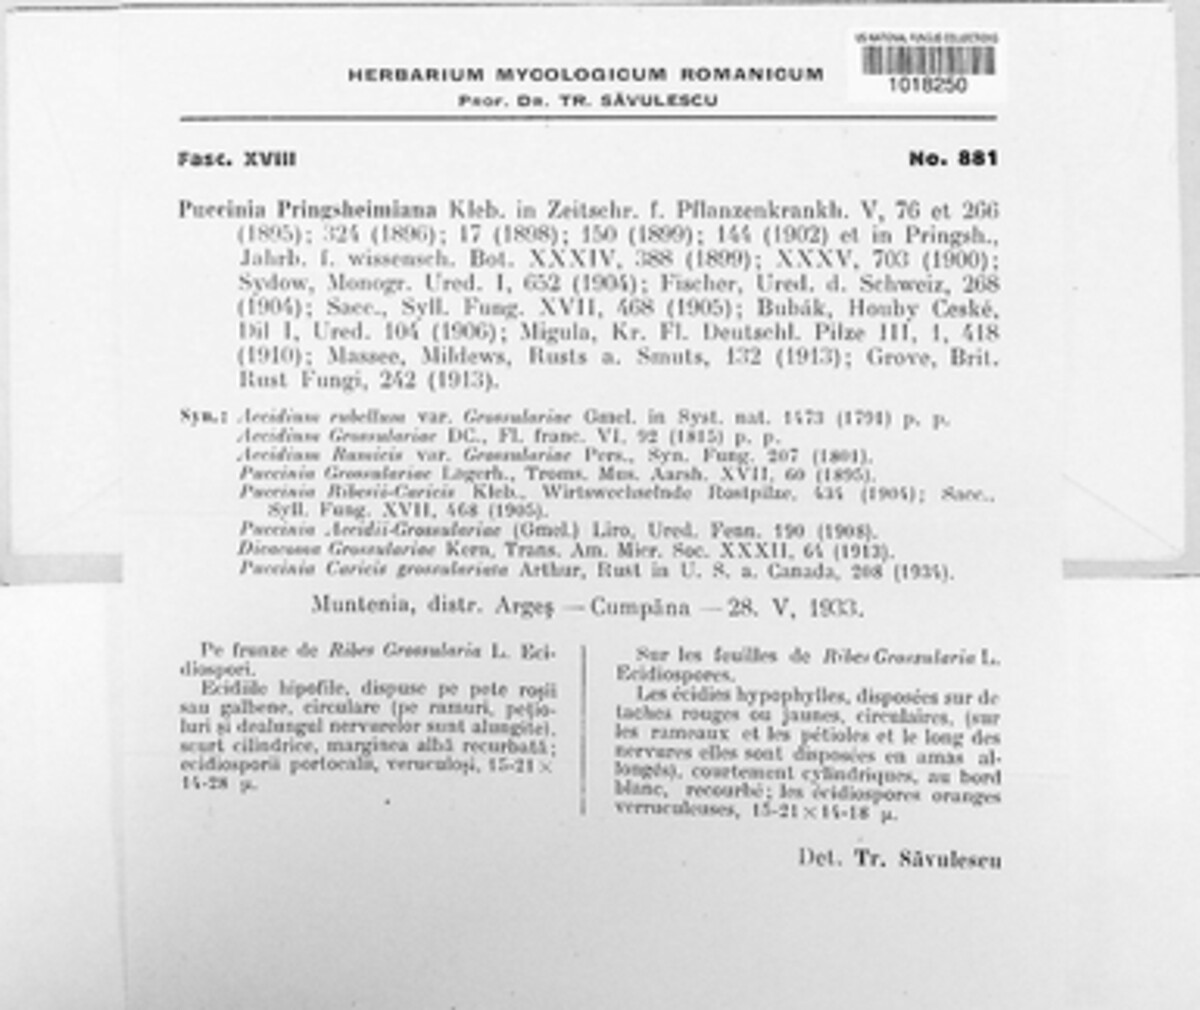 US NATIONAL FUNGUS COLLECTIONS
1018250
HERBARIUM MYCOLOGICUM ROMANICUM
Prof. Dr. TR. SĂVULESCU
Fasc. XVIII
No. 881
Puccinia Pringsheimiana Kleb. in Zeitschr. f. Pflanzenkrankh. V, 76 et 266
(1895); 324 (1896); 17 (1898); 150 (1899); 144 (1902) et in Pringsh.,
Jahrb. f. wissensch. Bot. XXXIV, 388 (1899); XXXV, 703 (1900);
Sydow, Monogr. Ured. I, 652 (1904); Fischer, Ured. d. Schweiz, 268
(1904); Sacc., Syll. Fung. XVII, 468 (1905); Bubák, Houby Ceské,
Dil I, Ured. 104 (1906); Migula, Kr. Fl. Deutschl. Pilze III, 1, 418
(1910); Massee, Mildews, Rusts a. Smuts, 132 (1913); Grove, Brit.
Rust Fungi, 242 (1913).
Syn.: Aecidium rubellum var. Grossulariae Gmel. in Syst. nat. 1473 (1791) p. p.
Aecidium Grossulariae DC., Fl. franc. VI, 92 (1815) p. p.
Aecidium Rumicis var. Grossulariae Pers., Syn. Fung. 207 (1801).
Puccinia Grossulariae Lagerh., Troms. Mus. Aarsh. XVII, 60 (1895).
Puccinia Ribesii-Caricis Kleb., Wirtswechselnde Rostpilze, 434 (1904); Sacc.,
Syll. Fung. XVII, 468 (1905).
Puccinia Aecidii-Grossulariae (Gmel.) Liro, Ured. Fenn. 190 (1908).
Dicaeoma Grossulariae Kern, Trans. Am. Micr. Soc. XXXII, 64 (1913).
Puccinia Caricis grossulariata Arthur, Rust in U. S. a. Canada, 208 (1934).
Muntenia, distr. Argeş — Cumpăna — 28. V, 1933.
Pe frunze de Ribes Grossularia L. Eci-
diospori.
Ecidiile hipofile, dispuse pe pete roşii
sau galbene, circulare (pe ramuri, peţio-
luri şi dealungul nervurelor sunt alungite),
scurt cilindrice, marginea albă recurbată;
ecidiosporii portocalii, veruculoşi, 15-21 ×
14-28 μ.
Sur les feuilles de Ribes Grossularia L.
Ecidiospores.
Les écidies hypophylles, disposées sur de
taches rouges ou jaunes, circulaires, (sur
les rameaux et les pétioles et le long des
nervures elles sont disposées en amas al-
longés), courtement cylindriques, au bord
blanc, recourbé; les écidiospores oranges
verruculeuses, 15-21 × 14-18 μ.
Det. Tr. Săvulescu